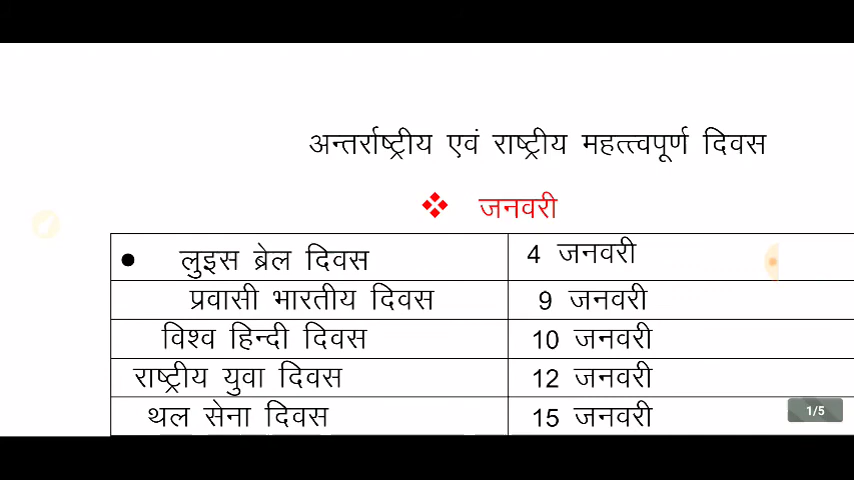 अन्तर्राष्ट्रीय एवं राष्ट्रीय महत्त्वपूर्ण दिवस
❖ जनवरी
● लुइस ब्रेल दिवस 4 जनवरी
प्रवासी भारतीय दिवस 9 जनवरी
विश्व हिन्दी दिवस 10 जनवरी
राष्ट्रीय युवा दिवस 12 जनवरी
थल सेना दिवस 15 जनवरी
1/5